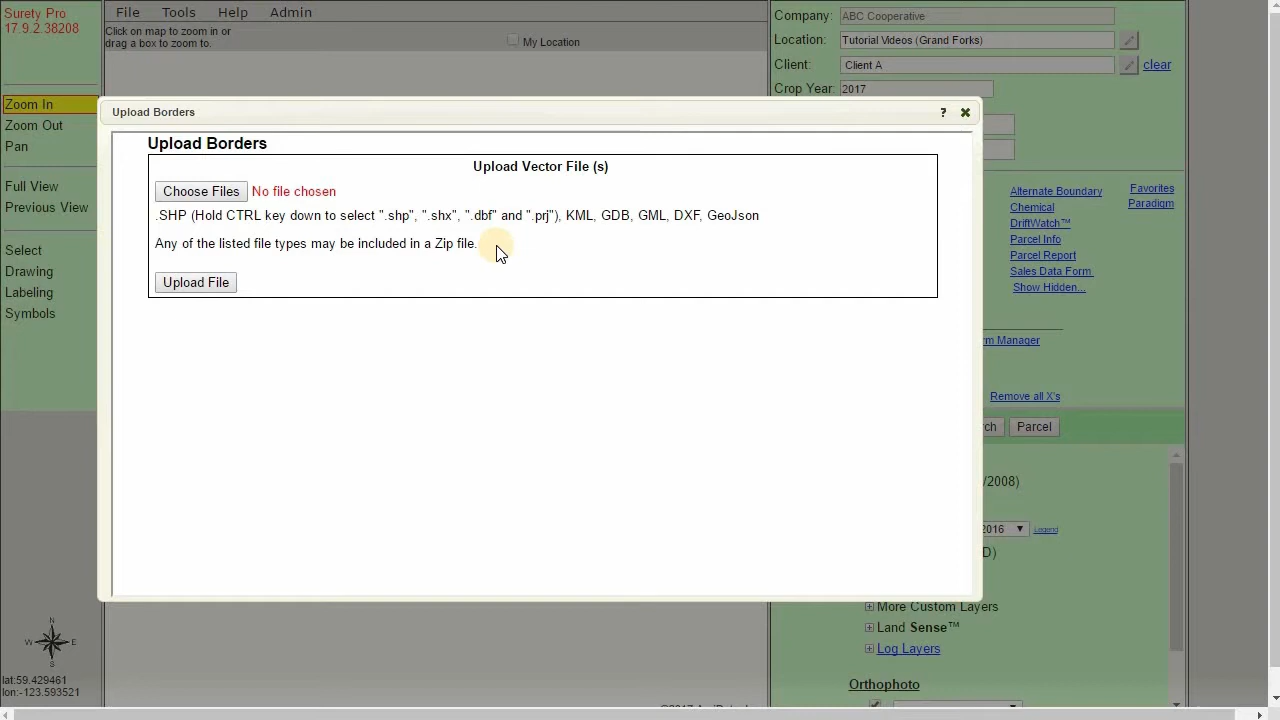 Surety Pro
17.9.2.38208
File Tools Help Admin
Click on map to zoom in or
drag a box to zoom to.
My Location
Company: ABC Cooperative
Location: Tutorial Videos (Grand Forks)
Client: Client A clear
Crop Year: 2017
Zoom In
Zoom Out
Pan
Full View
Previous View
Select
Drawing
Labeling
Symbols
Upload Borders ?
Upload Borders
Upload Vector File (s)
Choose Files No file chosen
.SHP (Hold CTRL key down to select ".shp", ".shx", ".dbf" and ".prj"), KML, GDB, GML, DXF, GeoJson
Any of the listed file types may be included in a Zip file.
Upload File
Alternate Boundary Favorites
Chemical Paradigm
DriftWatch™
Parcel Info
Parcel Report
Sales Data Form
Show Hidden...
rm Manager
Remove all X's
rch Parcel
/2008)
2016 Legend
D)
More Custom Layers
Land Sense™
Log Layers
Orthophoto
N
W E
S
lat:59.429461
lon:-123.593521